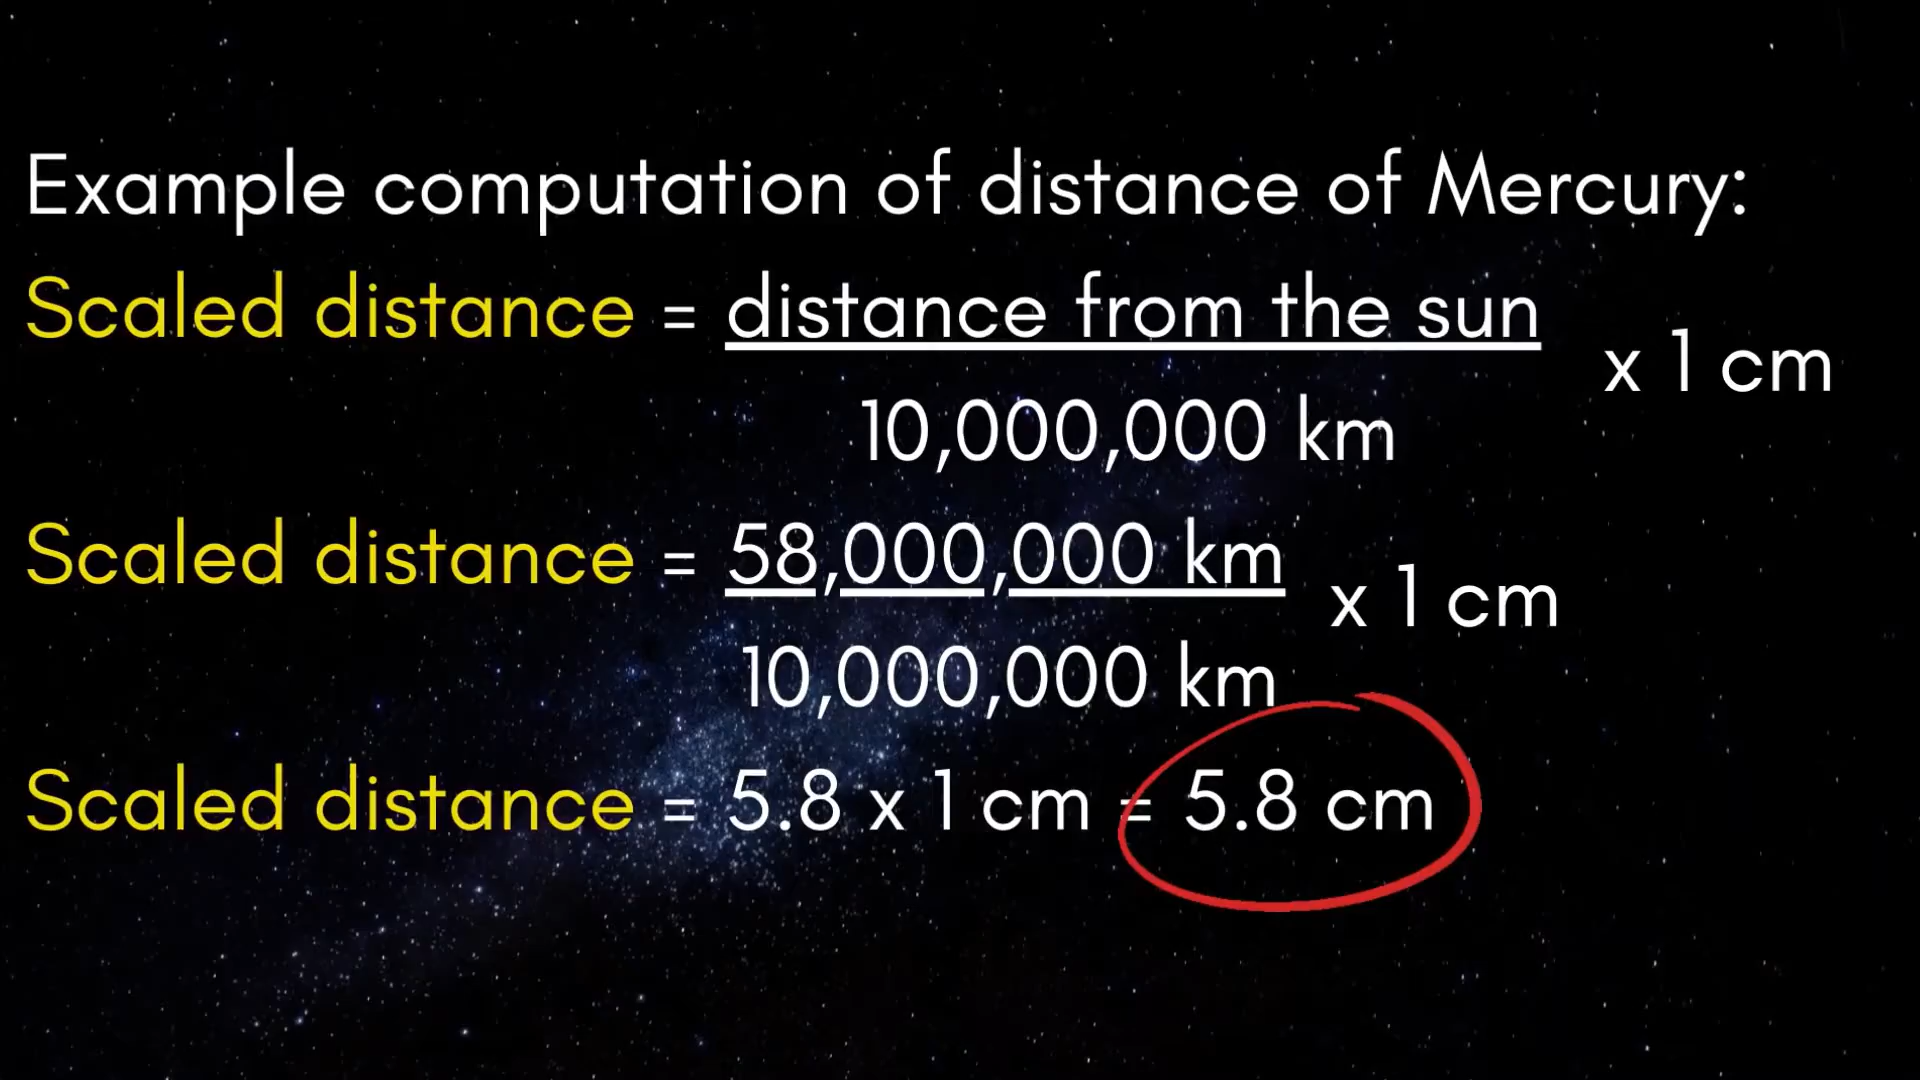 Example computation of distance of Mercury:
Scaled distance = distance from the sun
x 1 cm
10,000,000 km
Scaled distance = 58,000,000 km
x 1 cm
10,000,000 km
Scaled distance = 5.8 x 1 cm = 5.8 cm